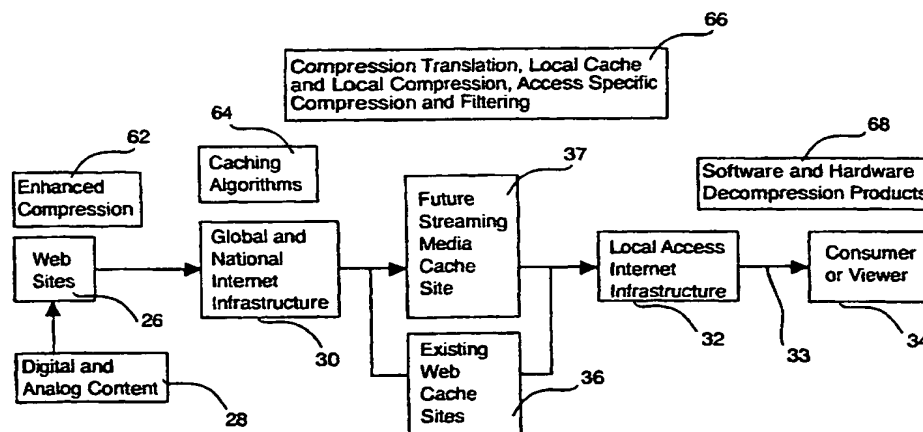 66
Compression Translation, Local Cache
and Local Compression, Access Specific
Compression and Filtering
62
Enhanced
Compression
64
Caching
Algorithms
37
68
Software and Hardware
Decompression Products
Web
Sites
26
Global and
National
Internet
Infrastructure
30
Future
Streaming
Media
Cache
Site
Local Access
Internet
Infrastructure
32
33
Consumer
or Viewer
34
Digital and
Analog Content
28
Existing
Web
Cache
Sites
36